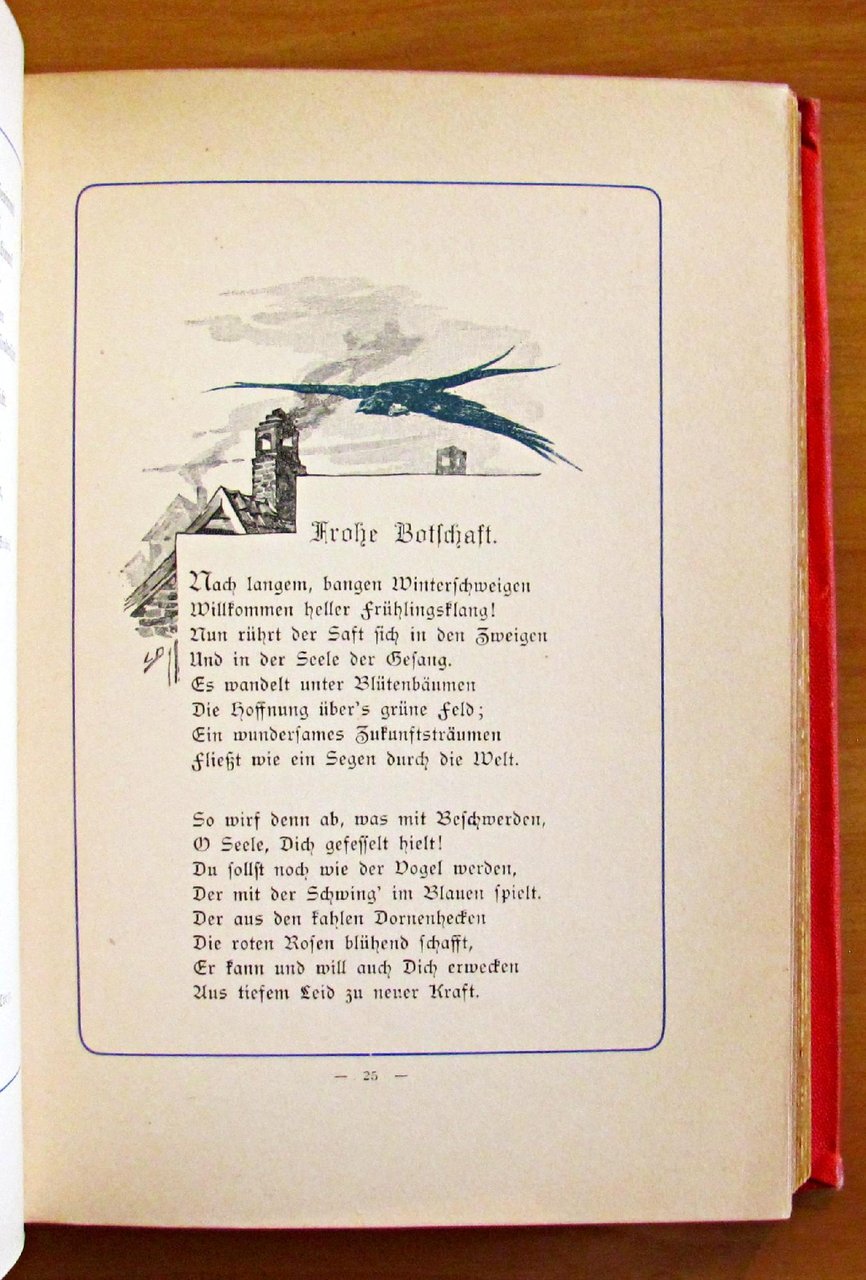 Frohe Botschaft.
Nach langem, bangen Winterschweigen
Willkommen heller Frühlingsklang!
Nun rührt der Saft sich in den Zweigen
Und in der Seele der Gesang.
Es wandelt unter Blütenbäumen
Die Hoffnung über's grüne Feld;
Ein wundersames Zukunftsträumen
Fließt wie ein Segen durch die Welt.
So wirf denn ab, was mit Beschwerden,
O Seele, Dich gefesselt hielt!
Du sollst noch wie der Vogel werden,
Der mit der Schwing' im Blauen spielt.
Der aus den kahlen Dornenhecken
Die roten Rosen blühend schafft,
Er kann und will auch Dich erwecken
Aus tiefem Leid zu neuer Kraft.
— 25 —